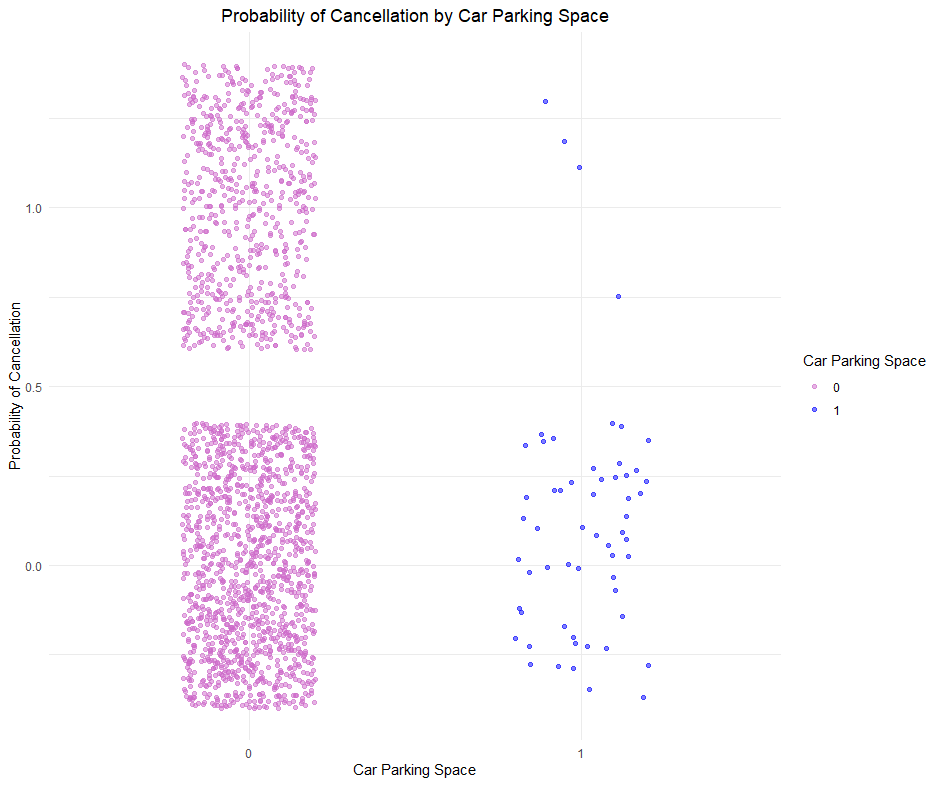 Probability of Cancellation by Car Parking Space
Probability of Cancellation
1.0
0.5
0.0
0
1
Car Parking Space
Car Parking Space
0
1